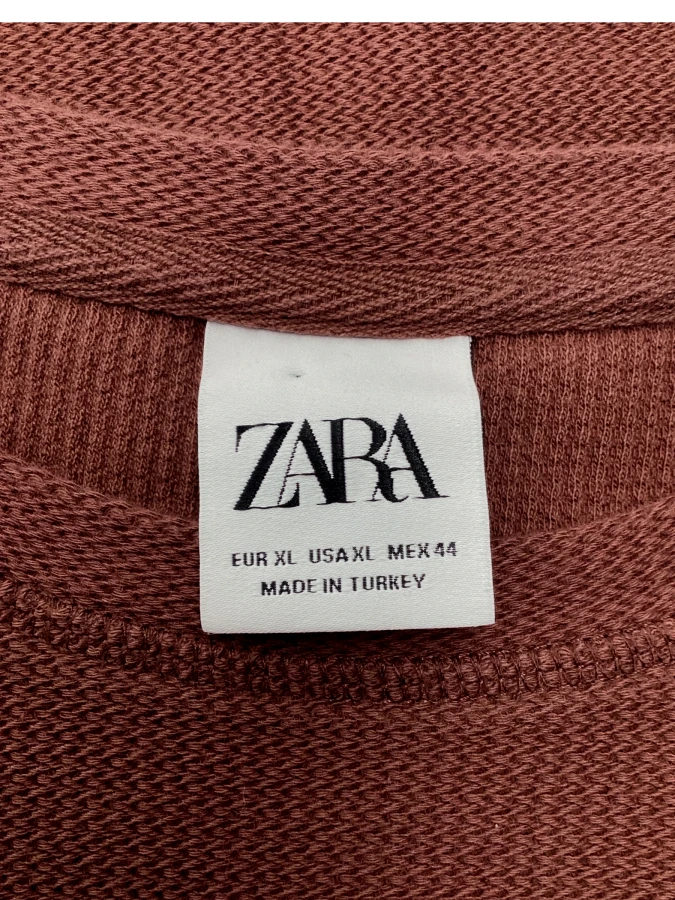 ZARA
EUR XL USA XL MEX 44
MADE IN TURKEY